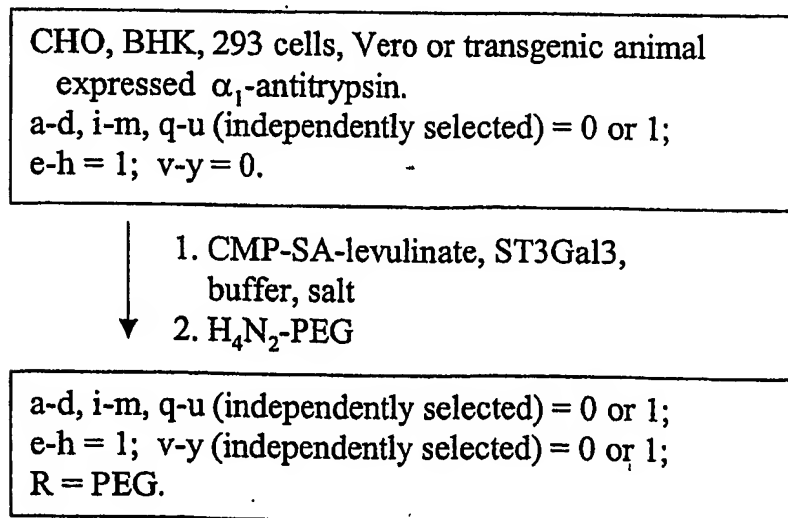 CHO, BHK, 293 cells, Vero or transgenic animal
expressed α₁-antitrypsin.
a-d, i-m, q-u (independently selected) = 0 or 1;
e-h = 1; v-y = 0.
1. CMP-SA-levulinate, ST3Gal3,
buffer, salt
2. H₄N₂-PEG
a-d, i-m, q-u (independently selected) = 0 or 1;
e-h = 1; v-y (independently selected) = 0 or 1;
R = PEG.